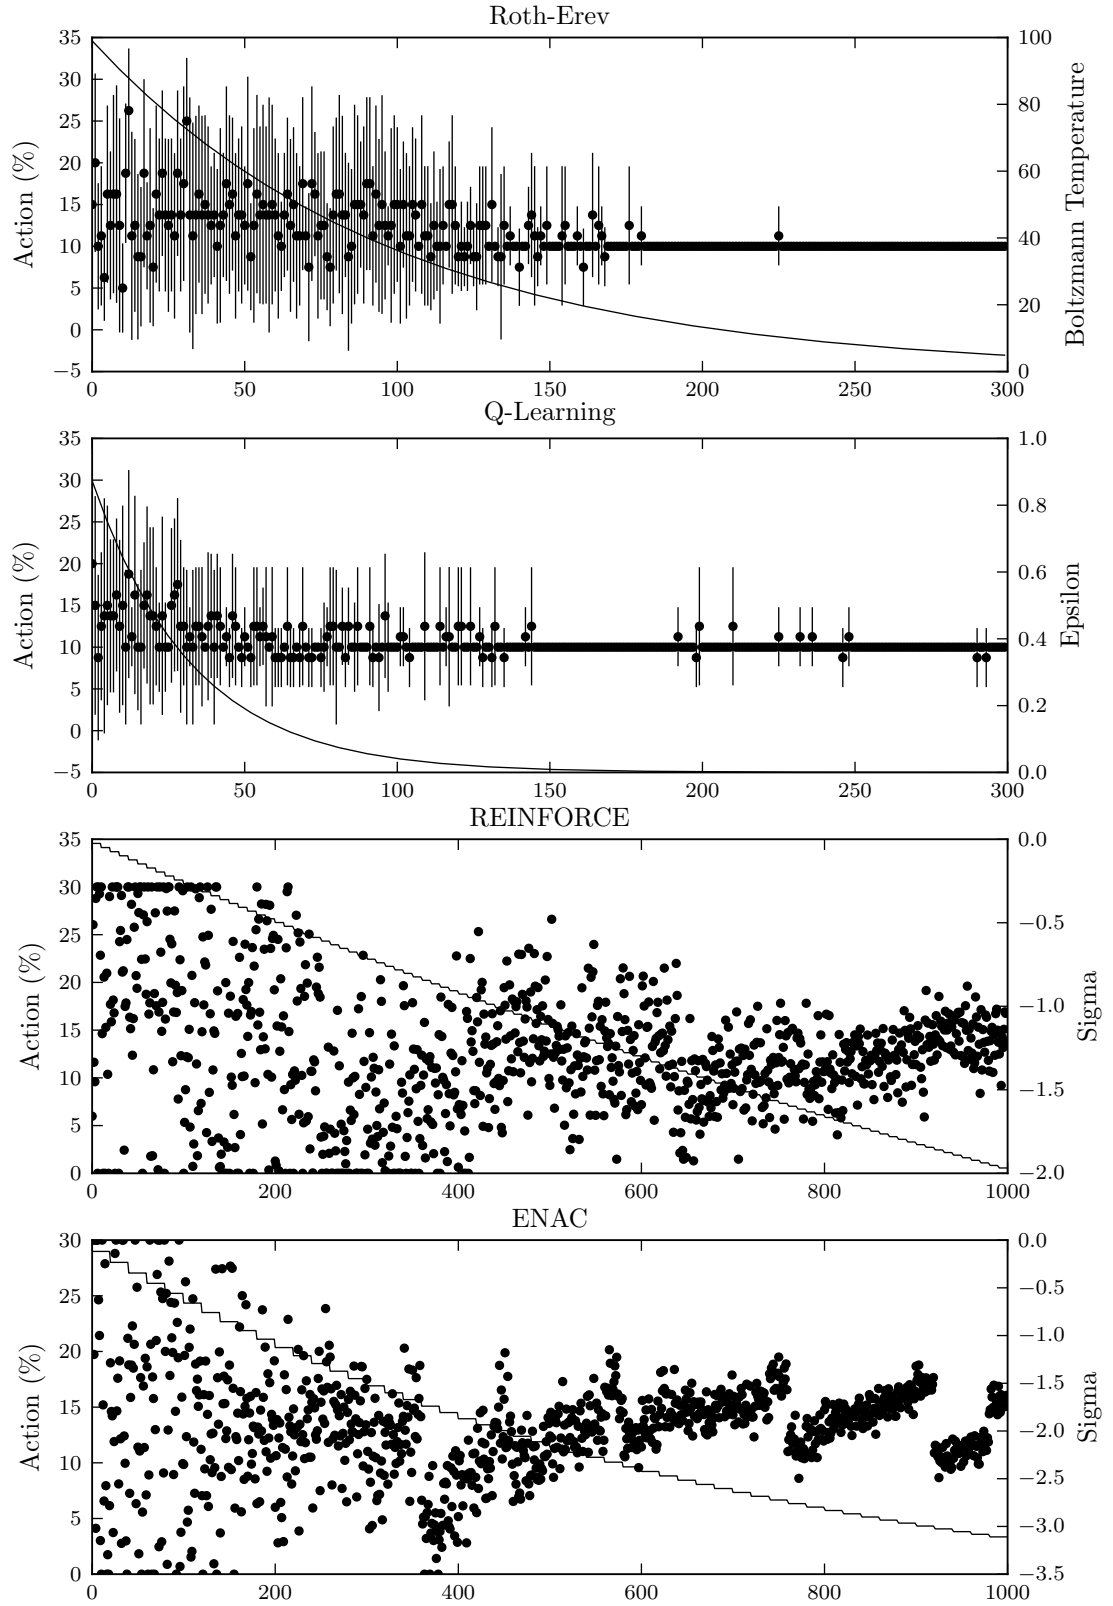 Roth-Erev
35 100
30
25 80
20 60
15
10 40
5
0 20
−5 0
Action (%)
Boltzmann Temperature
0 50 100 150 200 250 300
Q-Learning
35 1.0
30 0.8
25
20 0.6
15
10 0.4
5
0 0.2
−5 0.0
Action (%)
Epsilon
0 50 100 150 200 250 300
REINFORCE
35 0.0
30
25 −0.5
20
15 −1.0
10 −1.5
5
0 −2.0
Action (%)
Sigma
0 200 400 600 800 1000
ENAC
30 0.0
25 −0.5
20 −1.0
15 −1.5
−2.0
10 −2.5
5 −3.0
0 −3.5
Action (%)
Sigma
0 200 400 600 800 1000